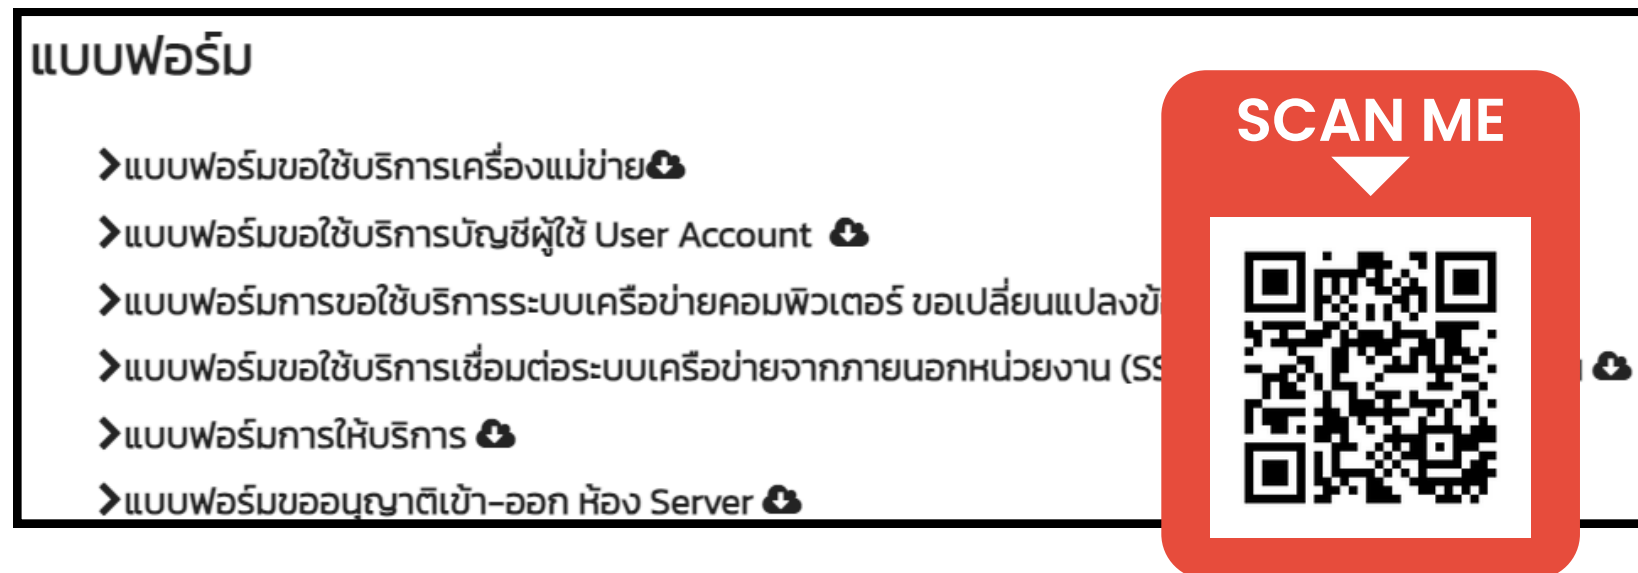 แบบฟอร์ม
แบบฟอร์มขอใช้บริการเครื่องแม่ข่าย
แบบฟอร์มขอใช้บริการบัญชีผู้ใช้ User Account
แบบฟอร์มการขอใช้บริการระบบเครือข่ายคอมพิวเตอร์ ขอเปลี่ยนแปลง
แบบฟอร์มขอใช้บริการเชื่อมต่อระบบเครือข่ายจากภายนอกหน่วยงาน
แบบฟอร์มการให้บริการ
แบบฟอร์มขออนุญาติเข้า-ออก ห้อง Server
SCAN ME